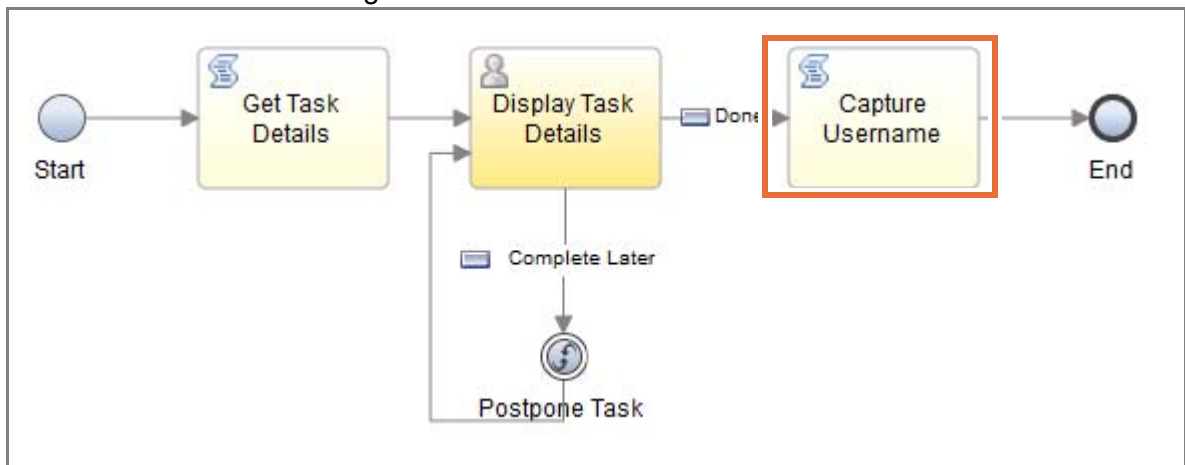 Get Task
Details
Display Task
Details
Done
Capture
Username
Start
End
Complete Later
Postpone Task